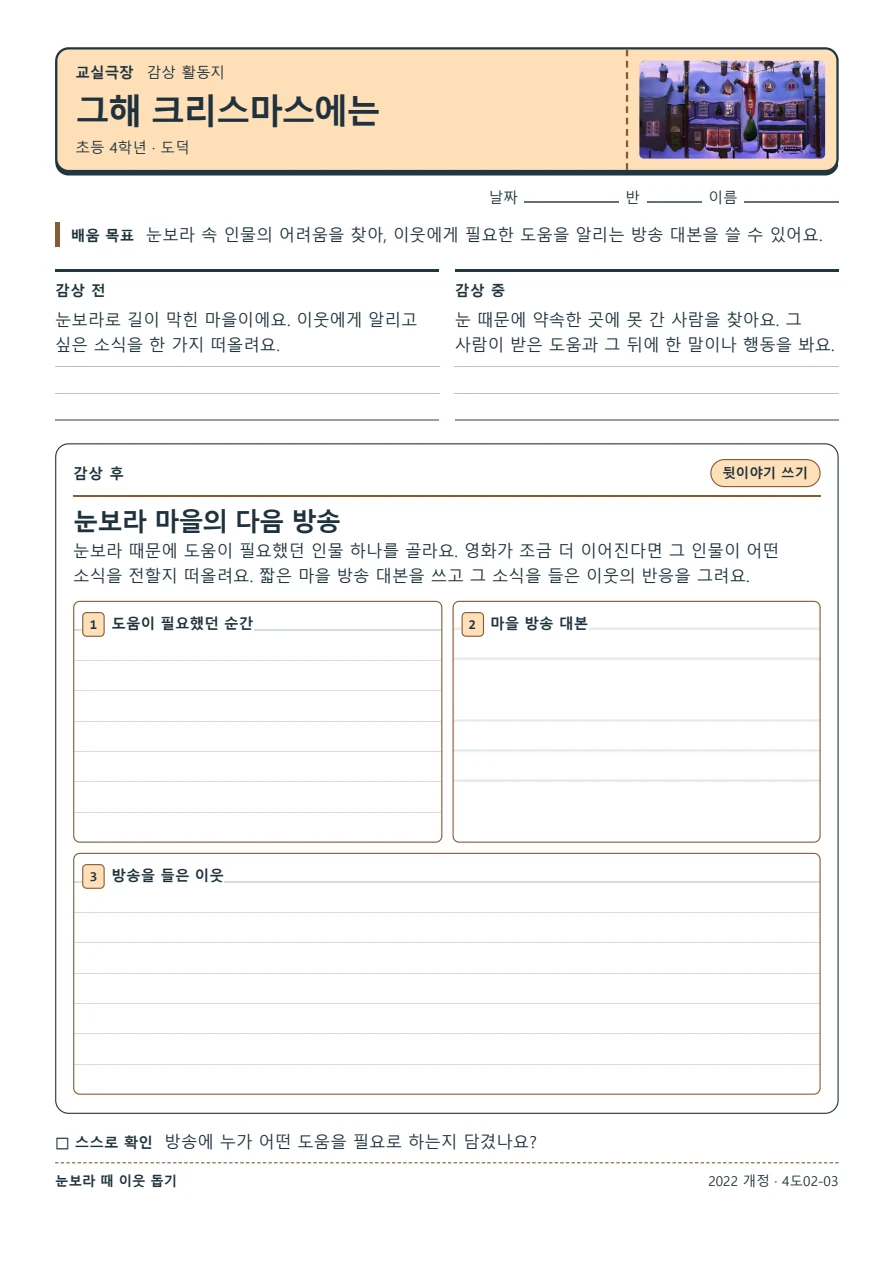 교실극장 감상 활동지
그해 크리스마스에는
초등 4학년 · 도덕
날짜 반 이름
배움 목표 눈보라 속 인물의 어려움을 찾아, 이웃에게 필요한 도움을 알리는 방송 대본을 쓸 수 있어요.
감상 전
눈보라로 길이 막힌 마을이에요. 이웃에게 알리고
싶은 소식을 한 가지 떠올려요.
감상 중
눈 때문에 약속한 곳에 못 간 사람을 찾아요. 그
사람이 받은 도움과 그 뒤에 한 말이나 행동을 봐요.
감상 후
뒷이야기 쓰기
눈보라 마을의 다음 방송
눈보라 때문에 도움이 필요했던 인물 하나를 골라요. 영화가 조금 더 이어진다면 그 인물이 어떤
소식을 전할지 떠올려요. 짧은 마을 방송 대본을 쓰고 그 소식을 들은 이웃의 반응을 그려요.
1 도움이 필요했던 순간
2 마을 방송 대본
3 방송을 들은 이웃
스스로 확인 방송에 누가 어떤 도움을 필요로 하는지 담겼나요?
눈보라 때 이웃 돕기
2022 개정 · 4도02-03